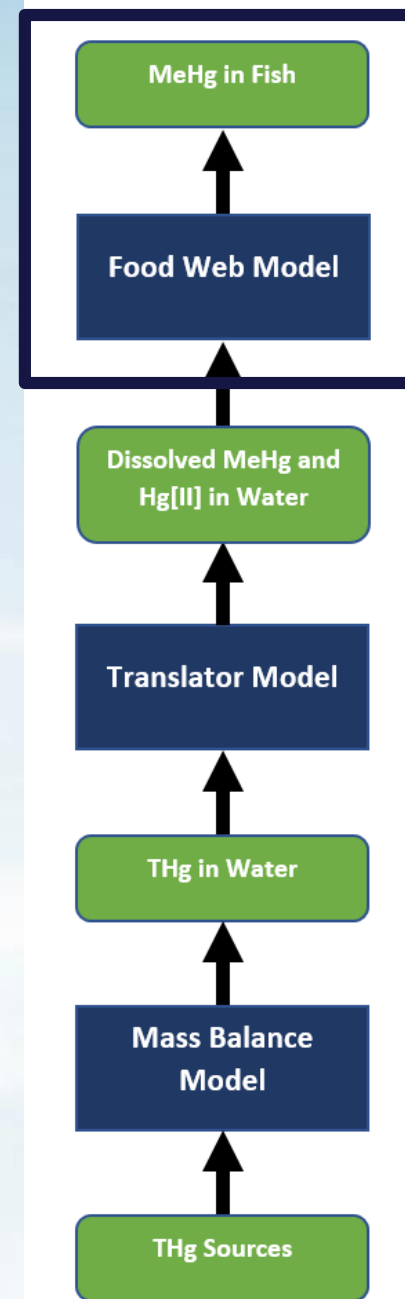 MeHg in Fish
Food Web Model
Dissolved MeHg and
Hg[II] in Water
Translator Model
THg in Water
Mass Balance
Model
THg Sources